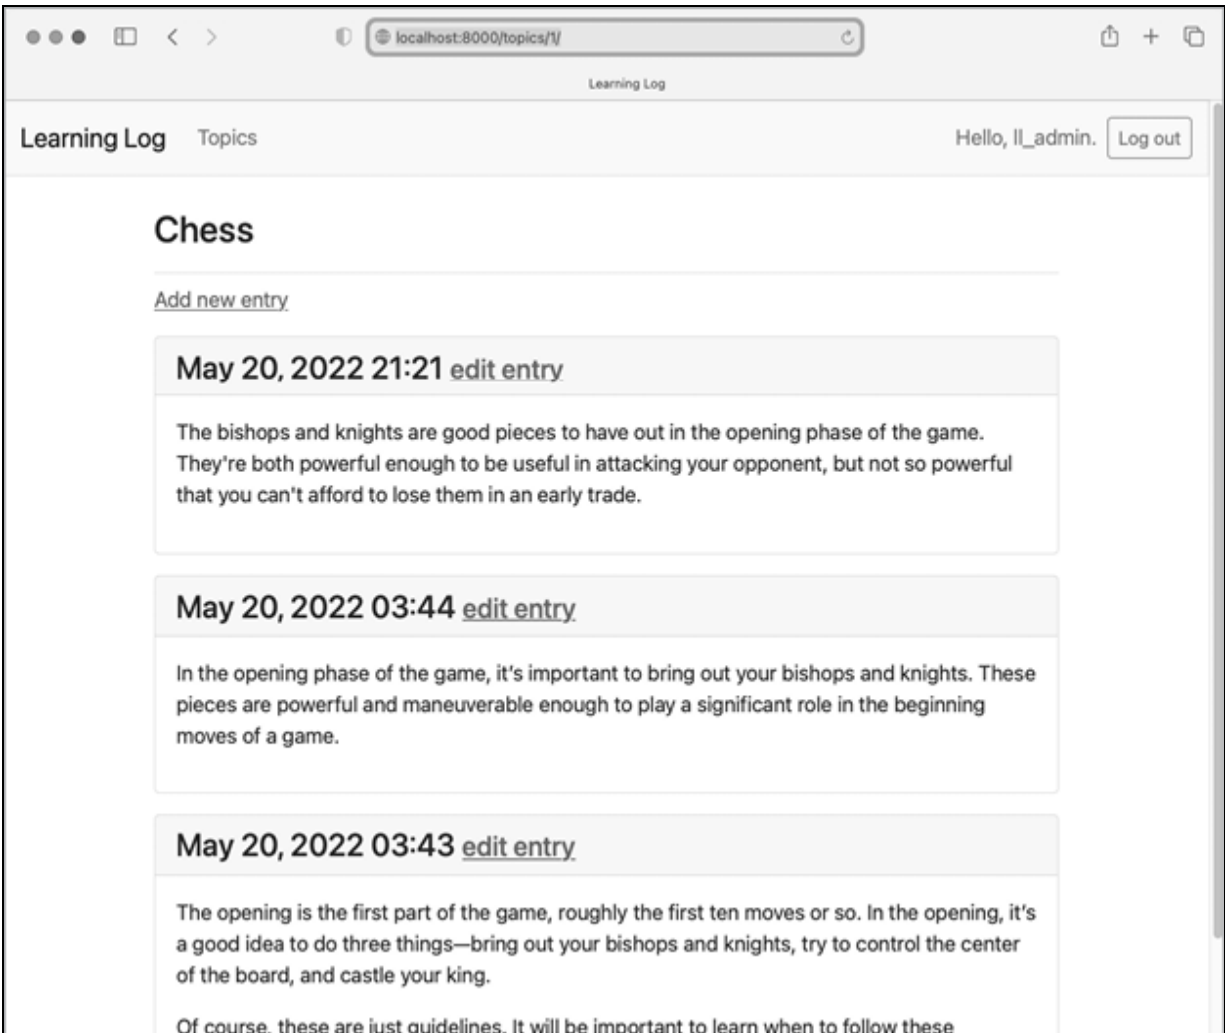 localhost:8000/topics/1/
Learning Log
Learning Log Topics Hello, ll_admin. Log out
Chess
Add new entry
May 20, 2022 21:21 edit entry
The bishops and knights are good pieces to have out in the opening phase of the game.
They're both powerful enough to be useful in attacking your opponent, but not so powerful
that you can't afford to lose them in an early trade.
May 20, 2022 03:44 edit entry
In the opening phase of the game, it's important to bring out your bishops and knights. These
pieces are powerful and maneuverable enough to play a significant role in the beginning
moves of a game.
May 20, 2022 03:43 edit entry
The opening is the first part of the game, roughly the first ten moves or so. In the opening, it's
a good idea to do three things—bring out your bishops and knights, try to control the center
of the board, and castle your king.
Of course, these are just guidelines. It will be important to learn when to follow these